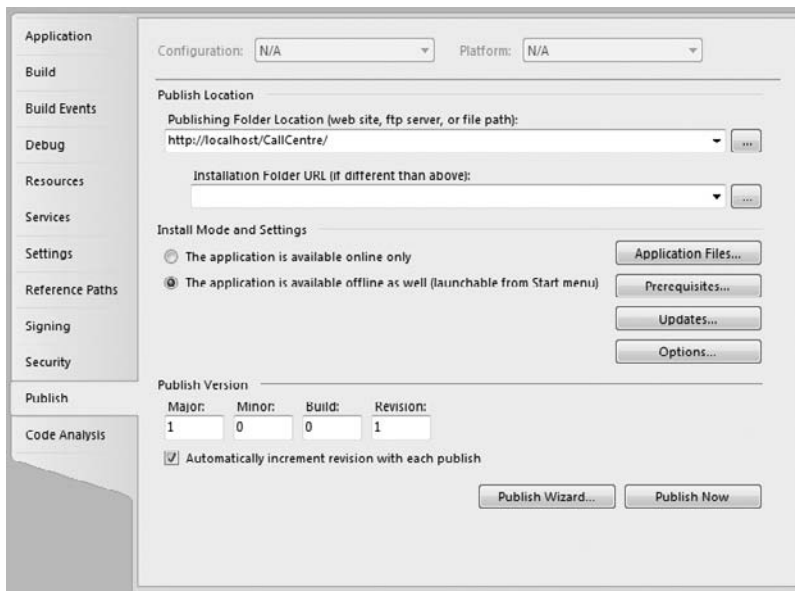 Application
Build
Build Events
Debug
Resources
Services
Settings
Reference Paths
Signing
Security
Publish
Code Analysis
Configuration: N/A Platform: N/A
Publish Location
Publishing Folder Location (web site, ftp server, or file path):
http://localhost/CallCentre/ ...
Installation Folder URL (if different than above):
...
Install Mode and Settings
The application is available online only
The application is available offline as well (launchable from Start menu)
Application Files...
Prerequisites...
Updates...
Options...
Publish Version
Major: Minor: Build: Revision:
1 0 0 1
Automatically increment revision with each publish
Publish Wizard... Publish Now